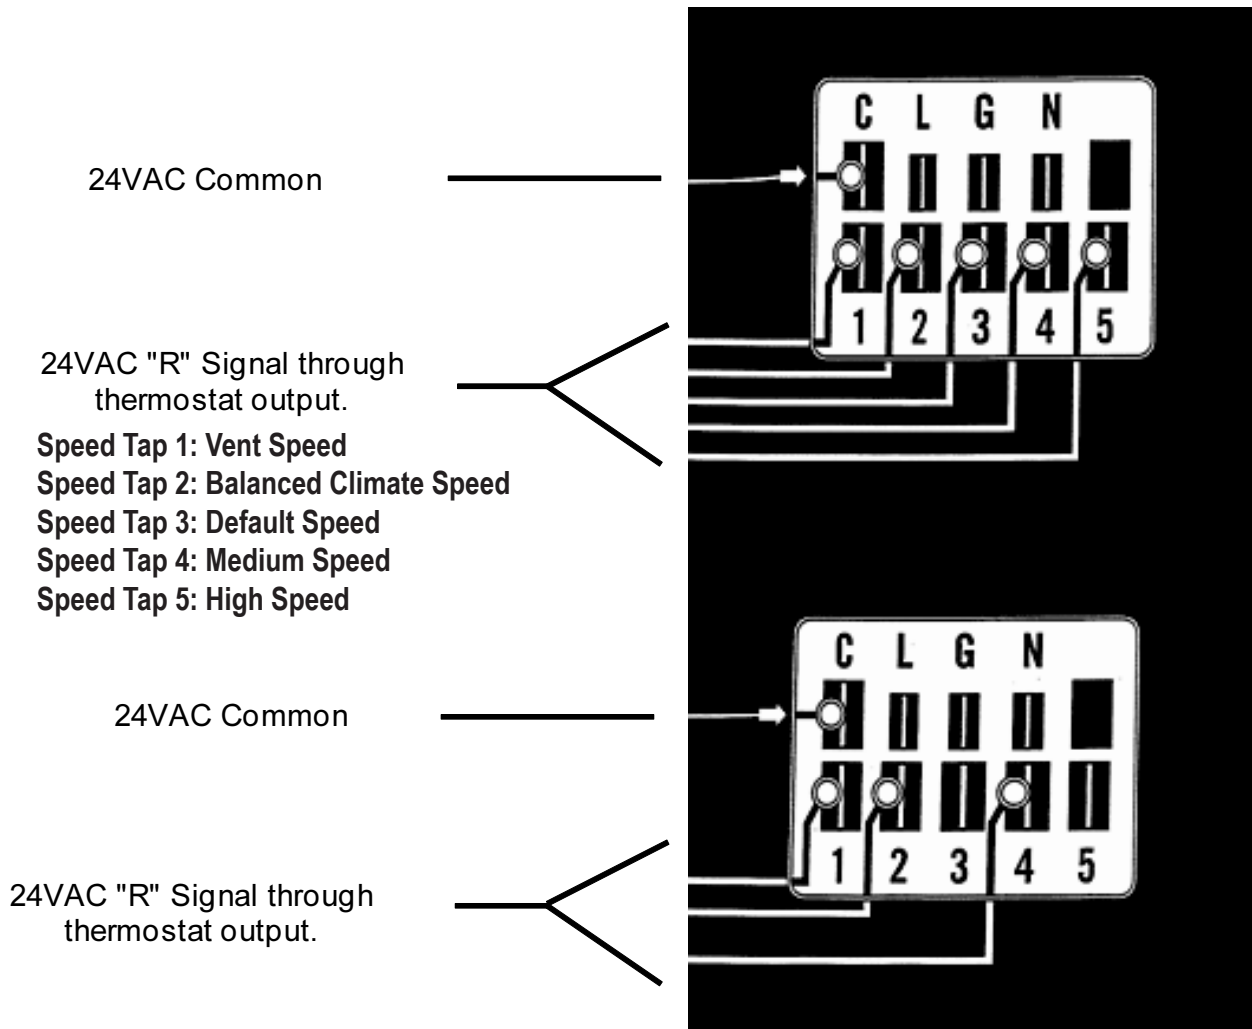 C L G N
24VAC Common
1 2 3 4 5
24VAC "R" Signal through
thermostat output.
Speed Tap 1: Vent Speed
Speed Tap 2: Balanced Climate Speed
Speed Tap 3: Default Speed
Speed Tap 4: Medium Speed
Speed Tap 5: High Speed
C L G N
24VAC Common
1 2 3 4 5
24VAC "R" Signal through
thermostat output.